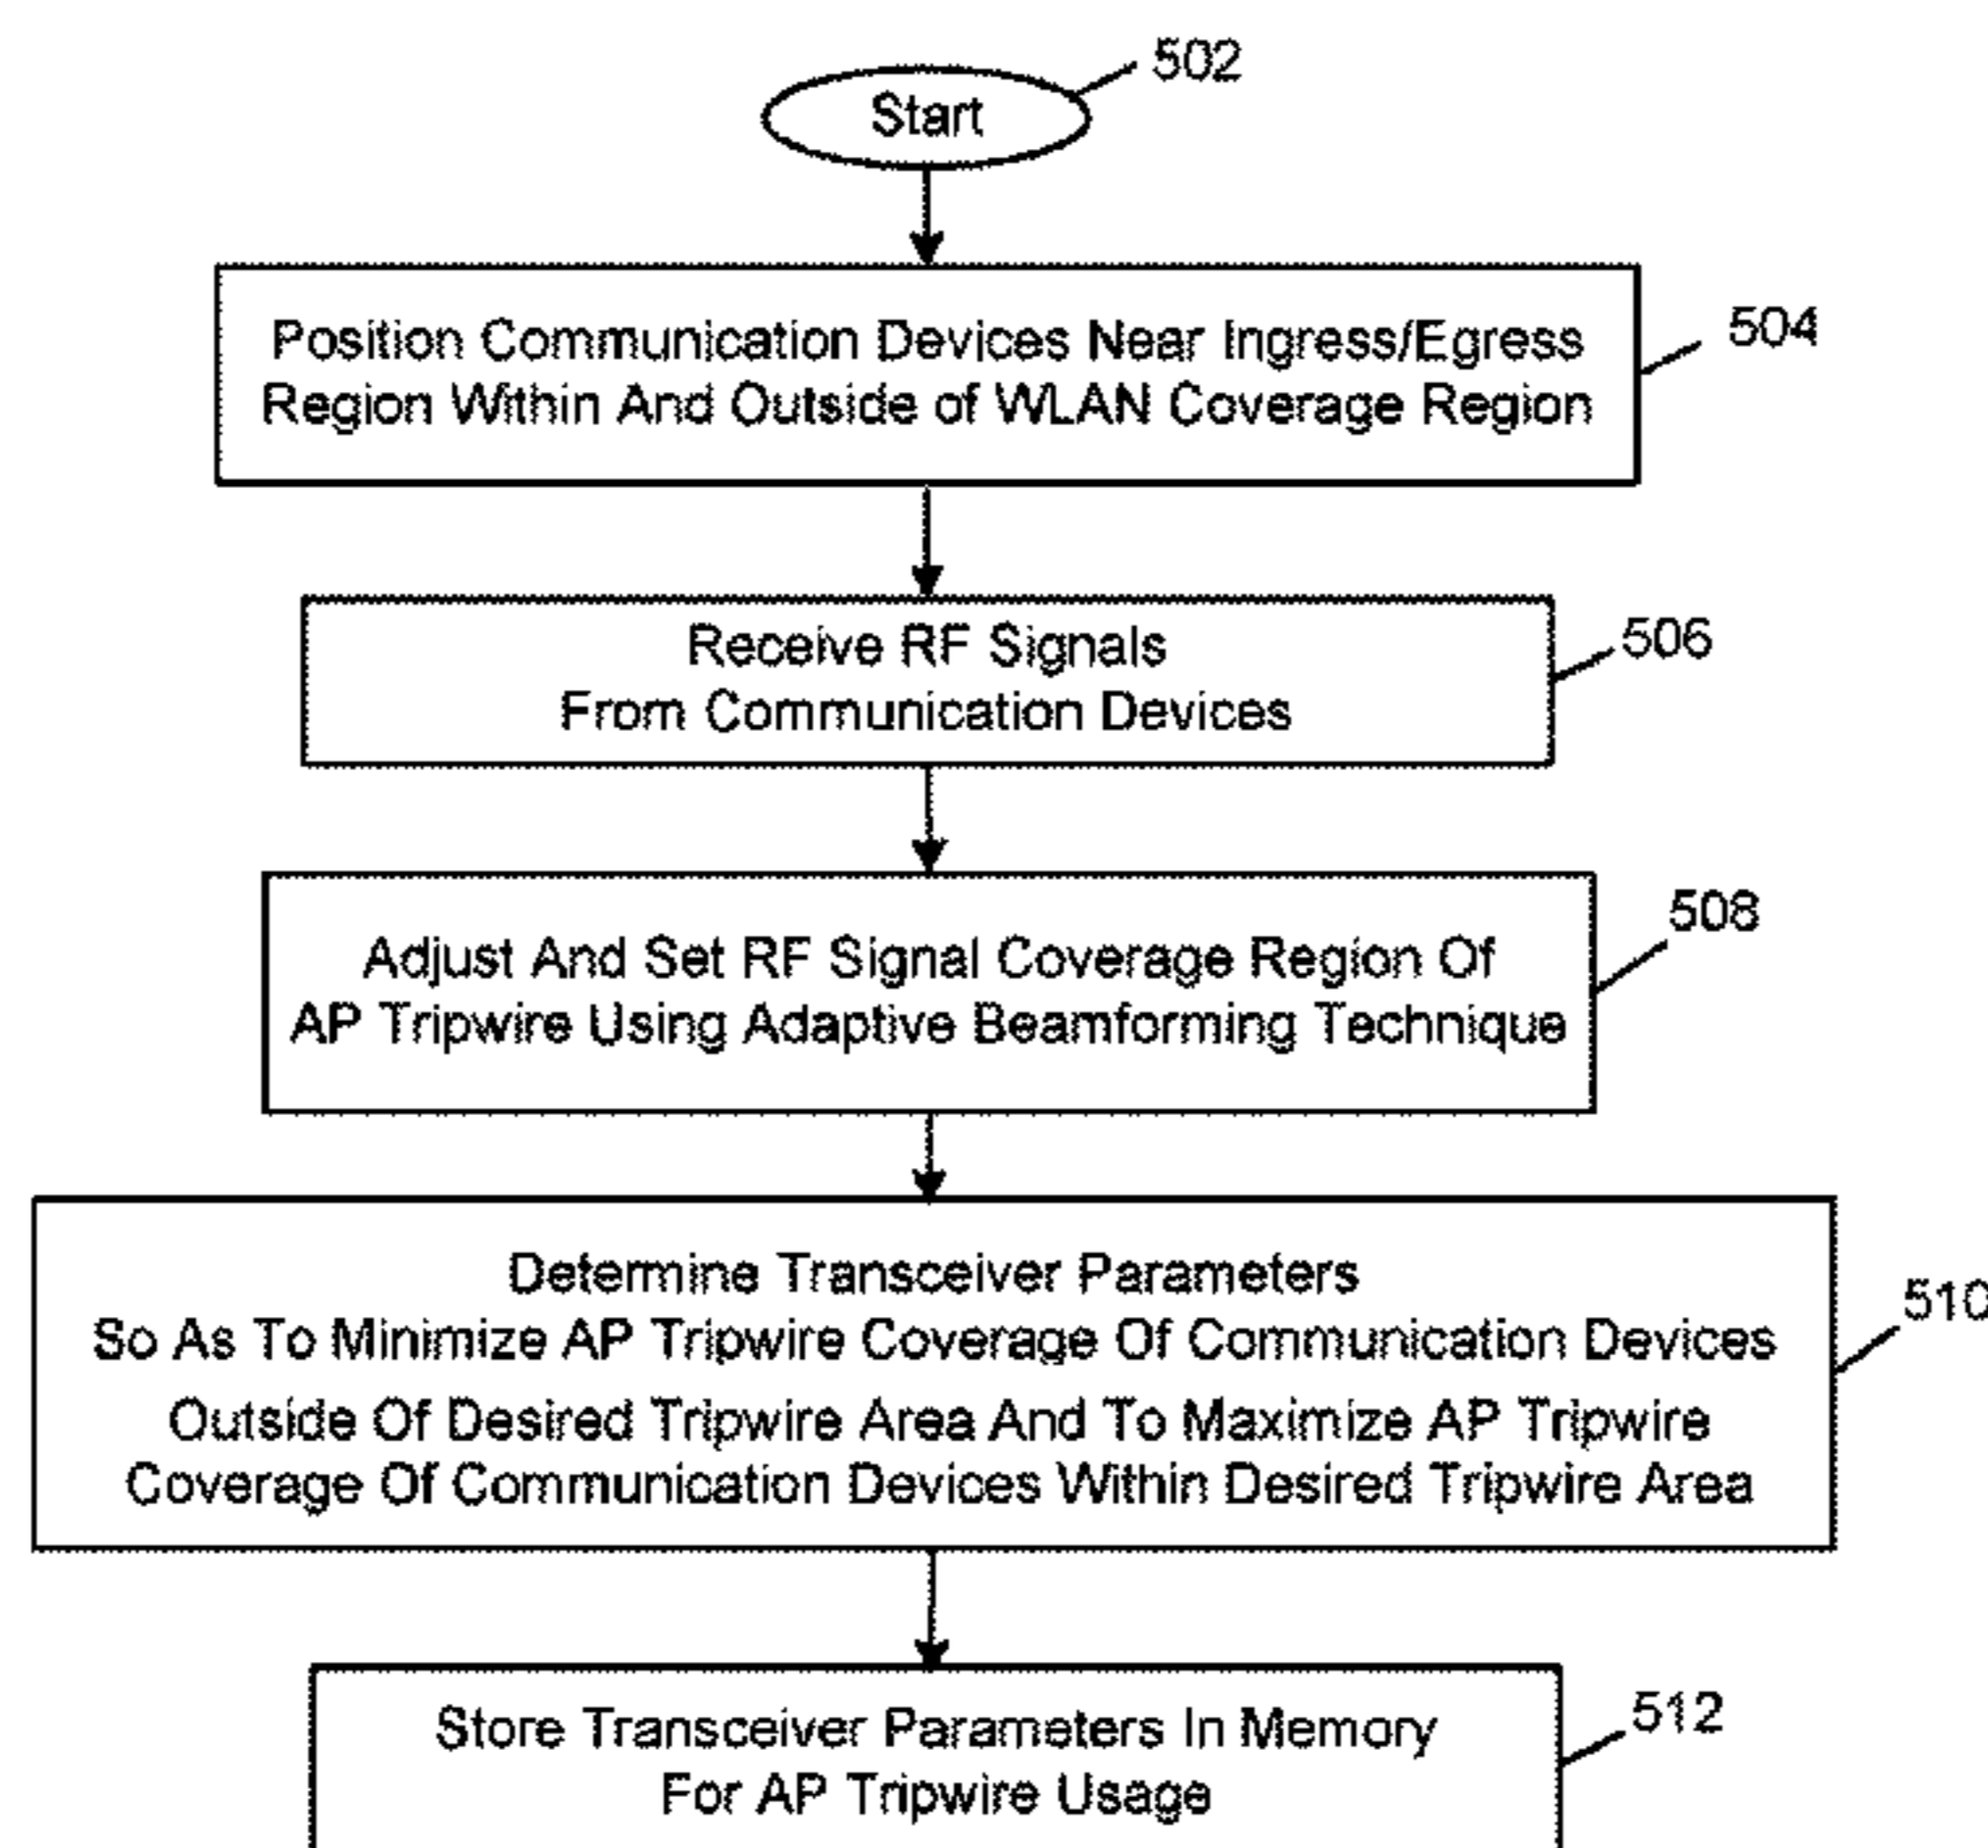 502
Start
504
Position Communication Devices Near Ingress/Egress
Region Within And Outside of WLAN Coverage Region
506
Receive RF Signals
From Communication Devices
508
Adjust And Set RF Signal Coverage Region Of
AP Tripwire Using Adaptive Beamforming Technique
510
Determine Transceiver Parameters
So As To Minimize AP Tripwire Coverage Of Communication Devices
Outside Of Desired Tripwire Area And To Maximize AP Tripwire
Coverage Of Communication Devices Within Desired Tripwire Area
512
Store Transceiver Parameters In Memory
For AP Tripwire Usage